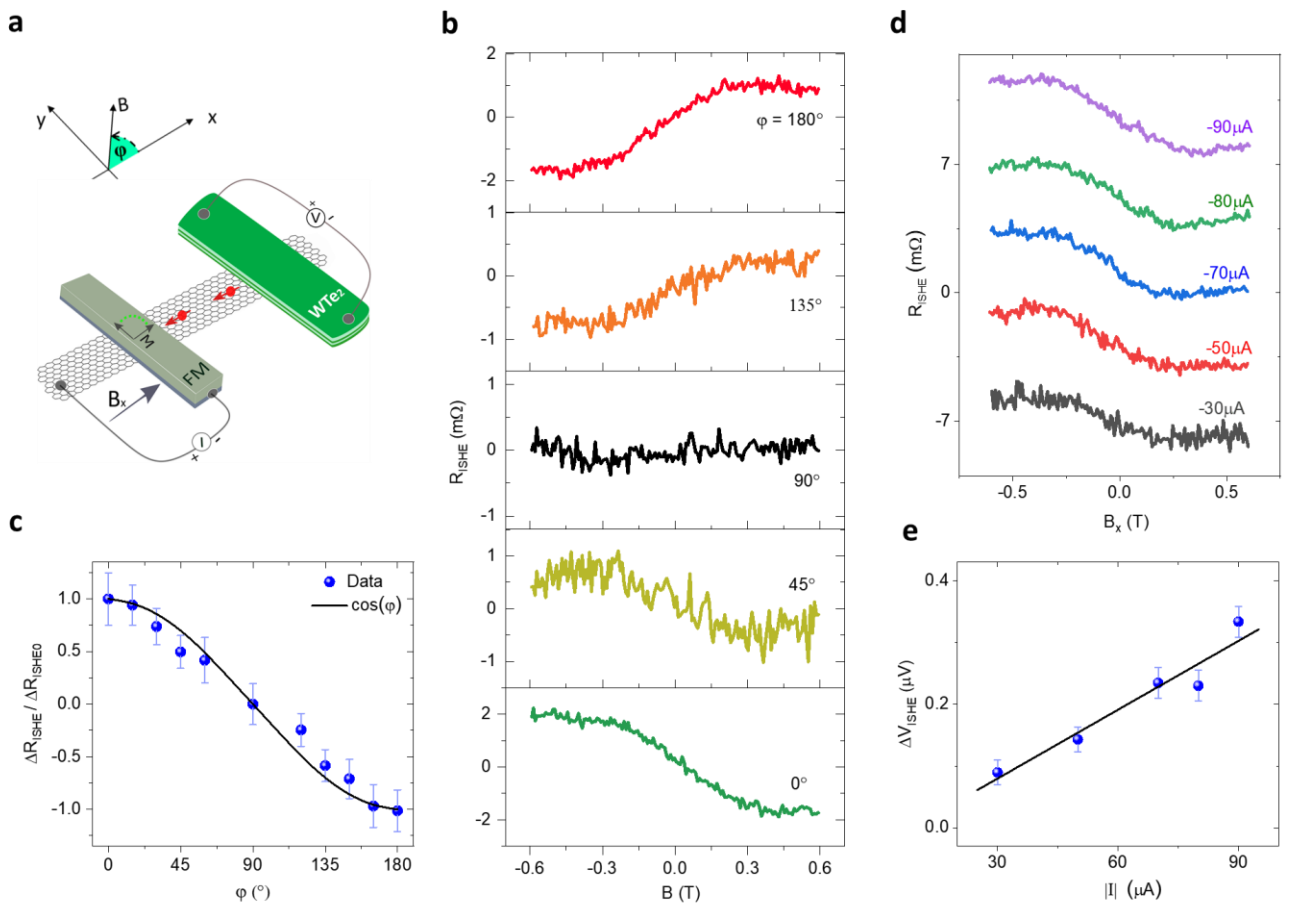 a
y
B
x
φ
+
V
-
WTe₂
M
FM
Bₓ
I
+
-
b
2
φ = 180°
0
-2
1
135°
0
-1
1
R_ISHE (mΩ)
0
90°
-1
1
45°
0
-1
2
0
0°
-2
-0.6 -0.3 0.0 0.3 0.6
B (T)
c
1.0
0.5
0.0
-0.5
-1.0
ΔR_ISHE / ΔR_ISHE0
Data
cos(φ)
0 45 90 135 180
φ (°)
d
-90μA
7
-80μA
-70μA
0
-50μA
-30μA
-7
R_ISHE (mΩ)
-0.5 0.0 0.5
Bₓ (T)
e
0.4
0.2
0.0
ΔV_ISHE (μV)
30 60 90
|I| (μA)